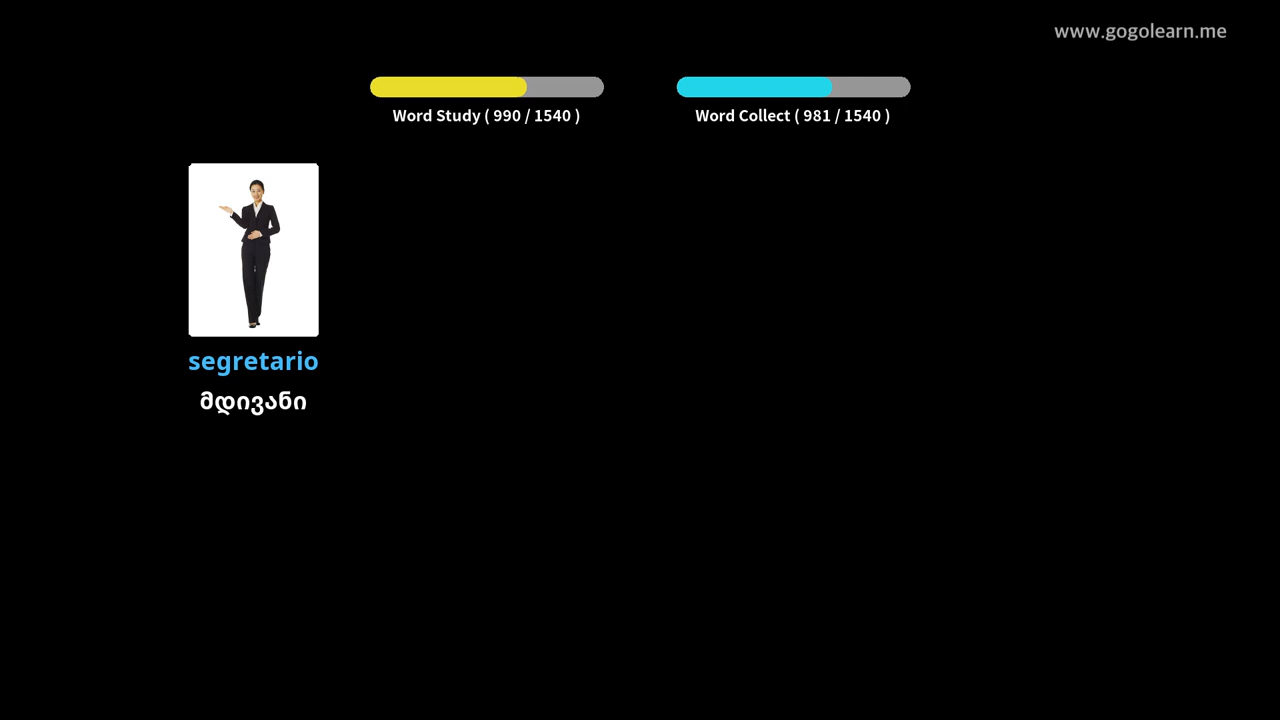 www.gogolearn.me
Word Study ( 990 / 1540 )
Word Collect ( 981 / 1540 )
segretario
მდივანი